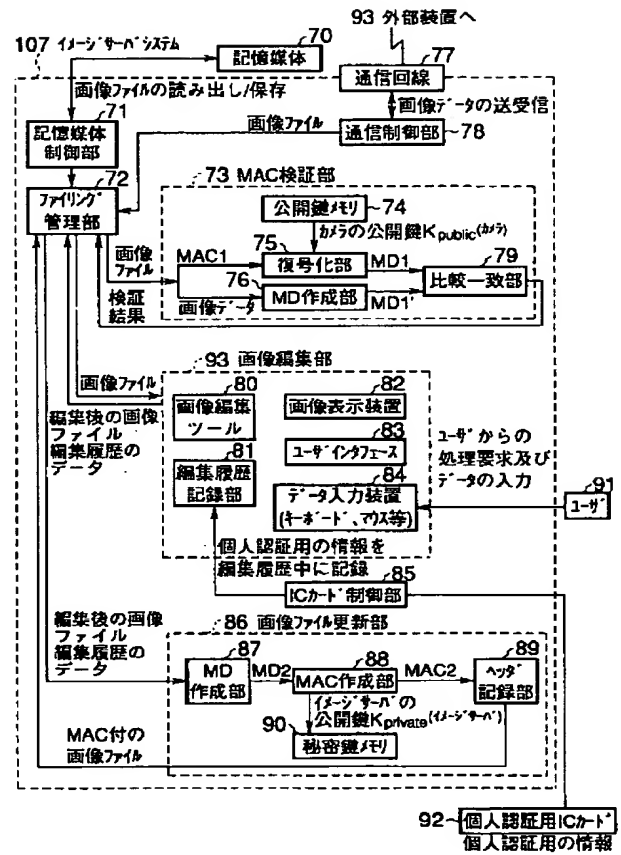 93 外部装置へ
107 イメージサーバシステム
70
記憶媒体
77
通信回線
画像ファイルの読み出し/保存
71
記憶媒体
制御部
画像データの送受信
画像ファイル
通信制御部
78
72
ファイリング
管理部
73 MAC検証部
公開鍵メモリ
74
カメラの公開鍵Kpublic(カメラ)
画像
ファイル
MAC1
75
復号化部
MD1
79
比較一致部
76
MD作成部
MD1'
画像データ
検証
結果
93 画像編集部
画像ファイル
80
画像編集
ツール
82
画像表示装置
編集後の画像
ファイル
編集履歴の
データ
81
編集履歴
記録部
83
ユーザインタフェース
84
データ入力装置
(キーボード、マウス等)
ユーザからの
処理要求及び
データの入力
91
ユーザ
個人認証用の情報を
編集履歴中に記録
85
ICカード制御部
86 画像ファイル更新部
編集後の画像
ファイル
編集履歴の
データ
87
MD
作成部
MD2
88
MAC作成部
MAC2
89
ヘッダ
記録部
イメージサーバの
公開鍵Kprivate(イメージサーバ)
90
秘密鍵メモリ
MAC付の
画像ファイル
92
個人認証用ICカード
個人認証用の情報